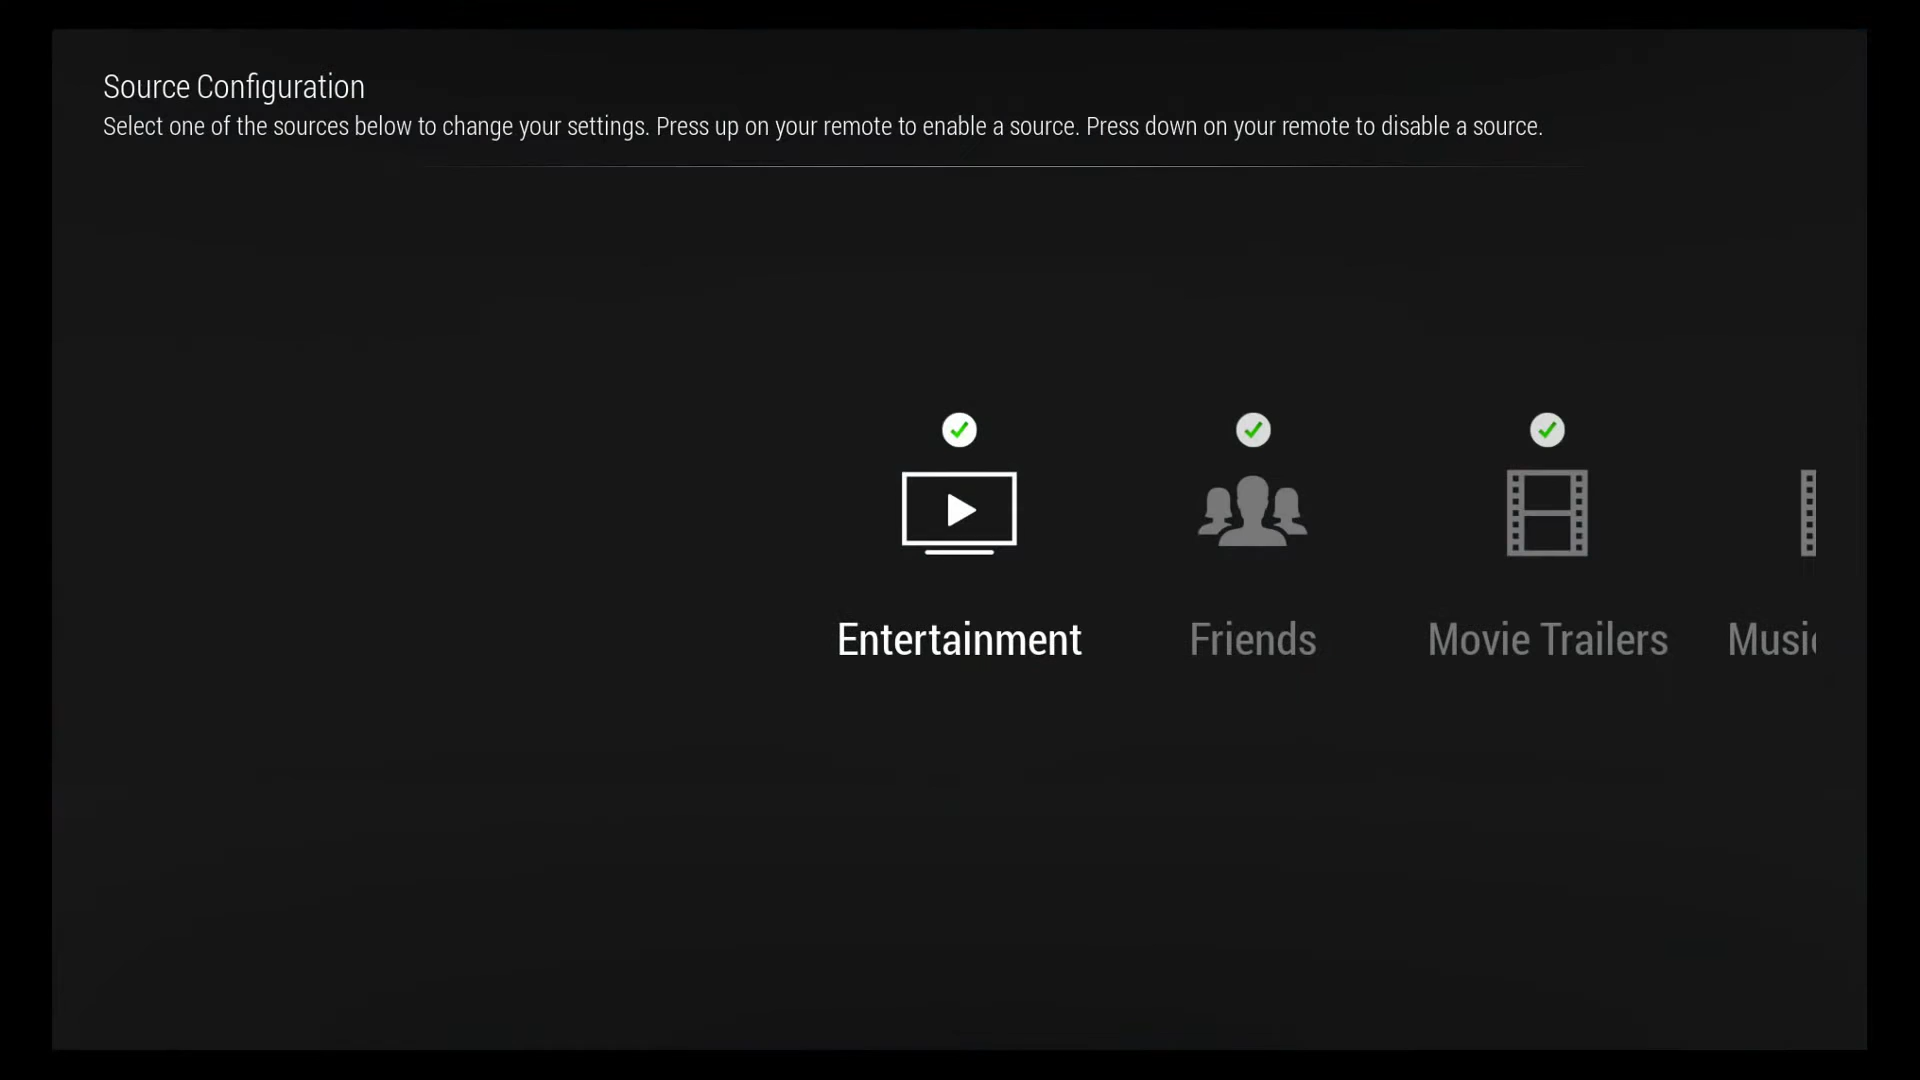 Source Configuration
Select one of the sources below to change your settings. Press up on your remote to enable a source. Press down on your remote to disable a source.
Entertainment
Friends
Movie Trailers
Musi